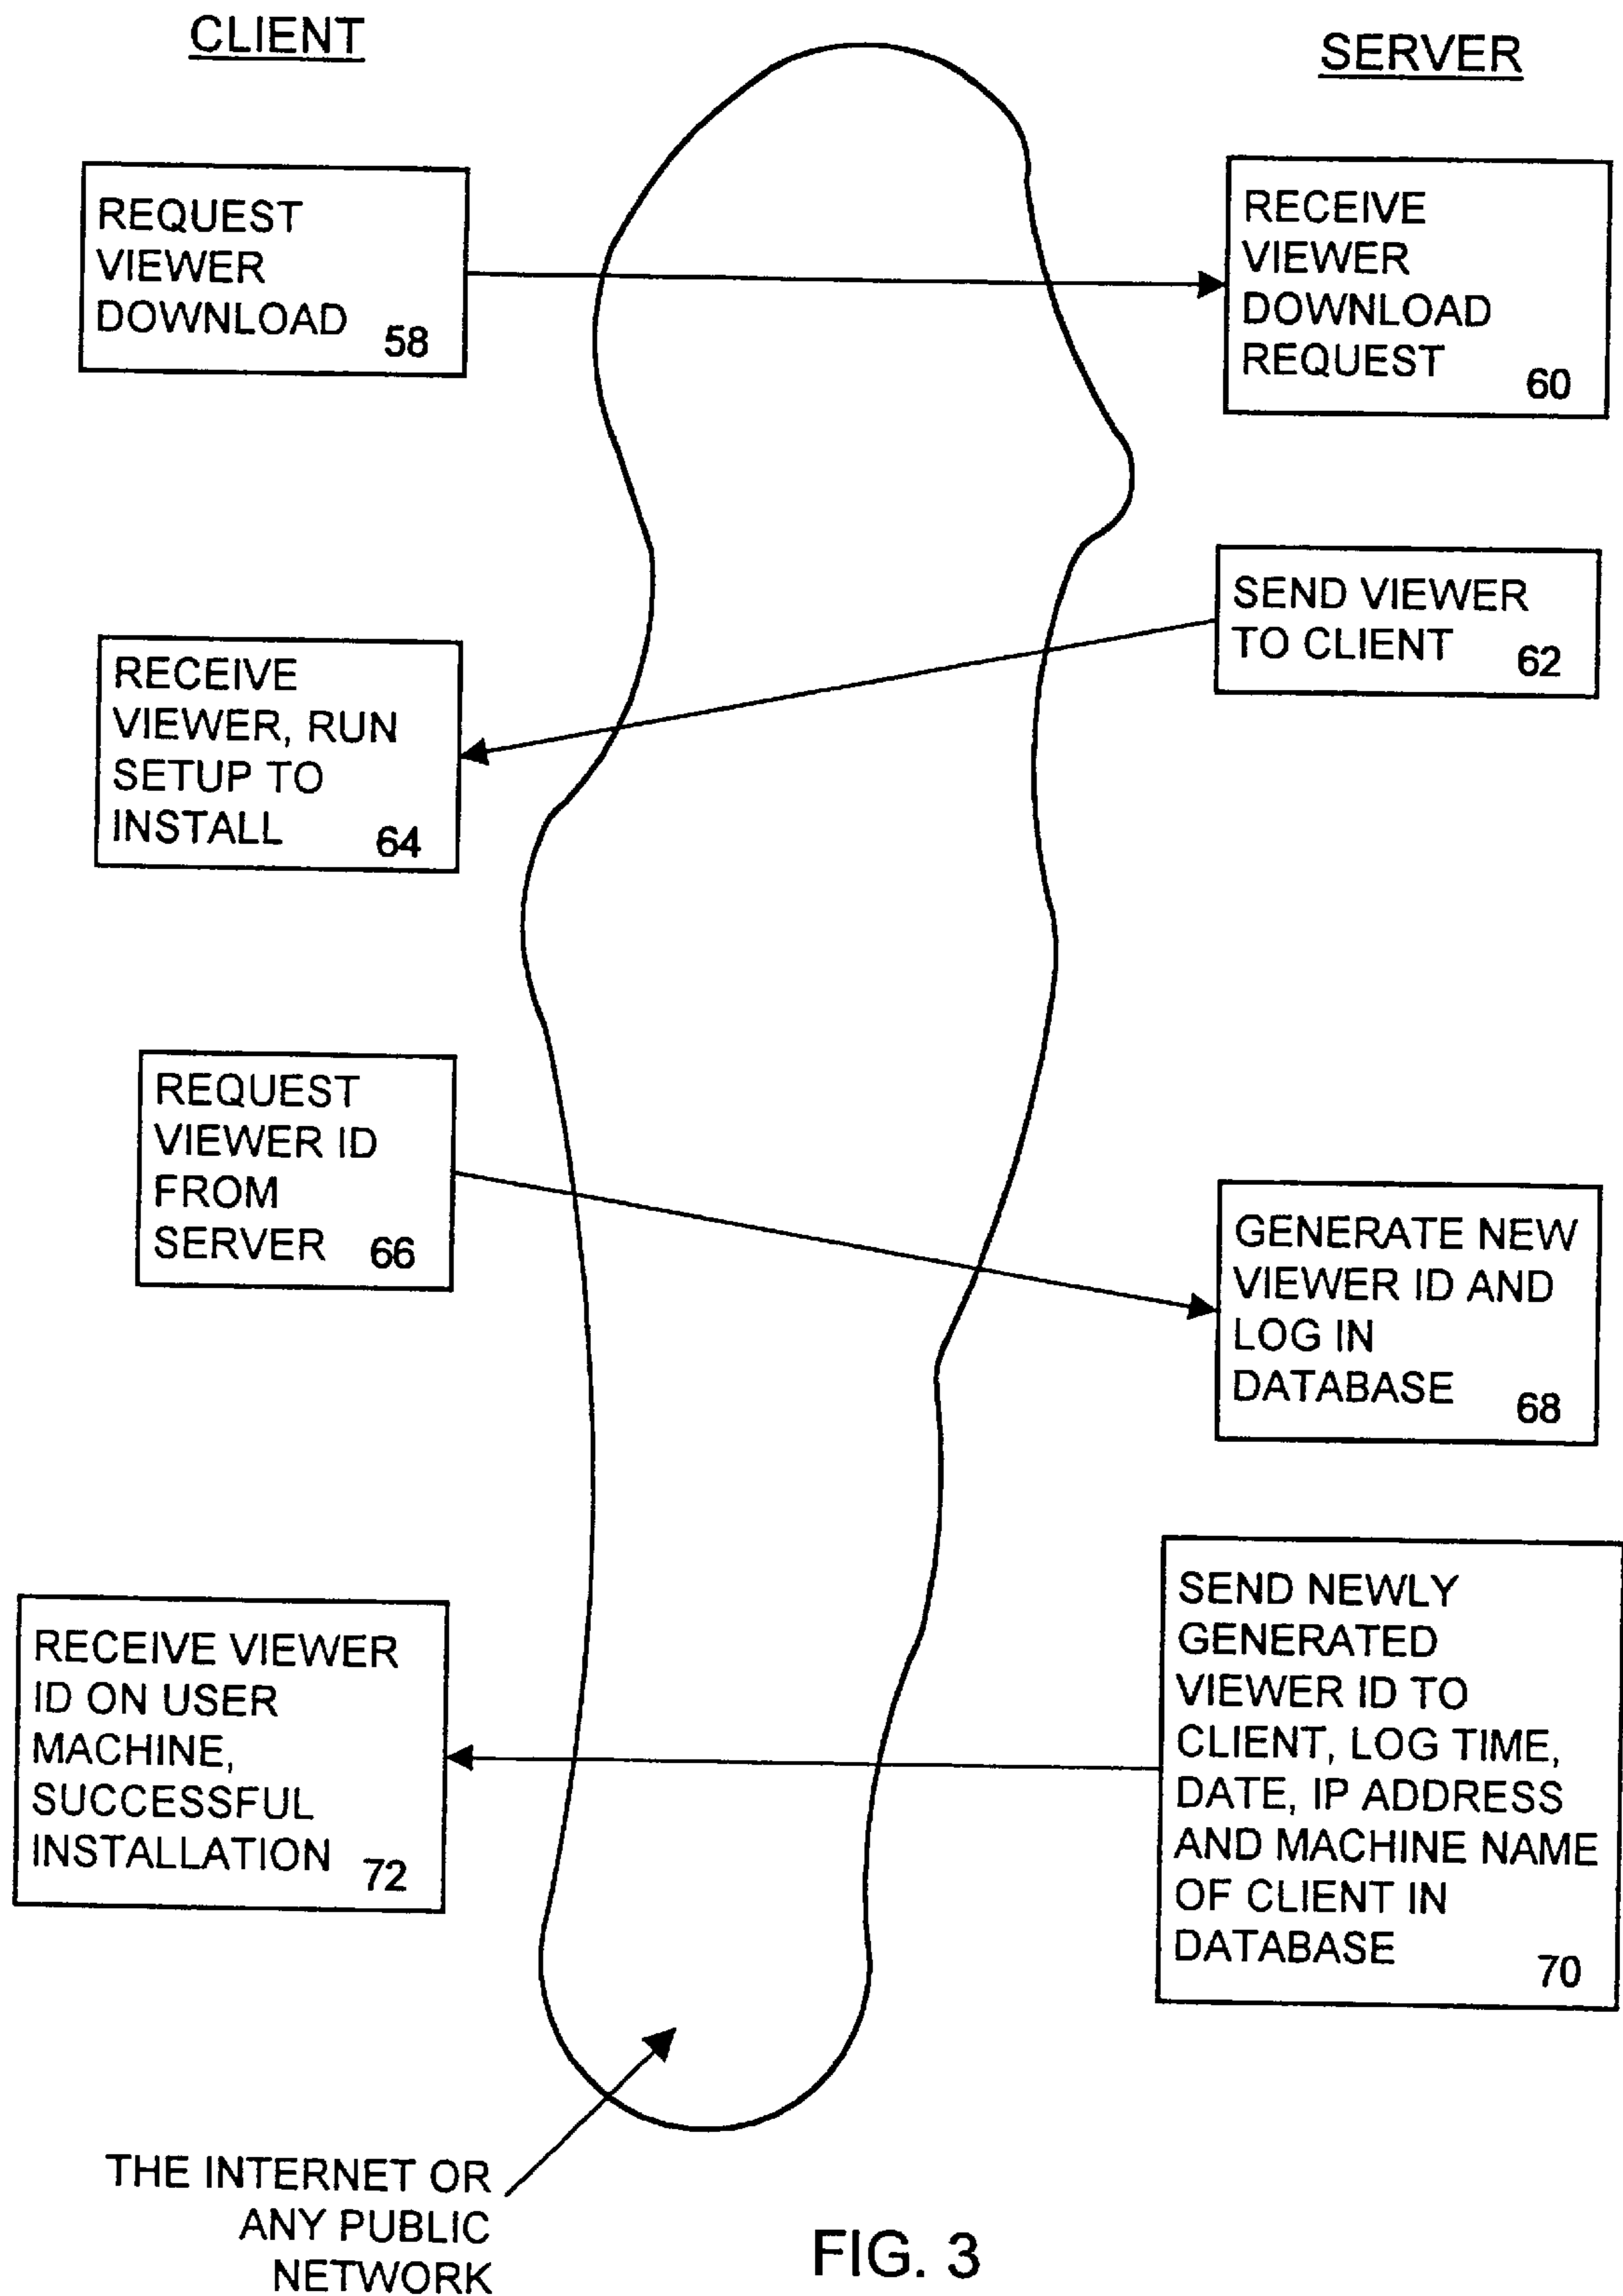 CLIENT
SERVER
REQUEST
VIEWER
DOWNLOAD 58
RECEIVE
VIEWER
DOWNLOAD
REQUEST 60
SEND VIEWER
TO CLIENT 62
RECEIVE
VIEWER, RUN
SETUP TO
INSTALL 64
REQUEST
VIEWER ID
FROM
SERVER 66
GENERATE NEW
VIEWER ID AND
LOG IN
DATABASE 68
SEND NEWLY
GENERATED
VIEWER ID TO
CLIENT, LOG TIME,
DATE, IP ADDRESS
AND MACHINE NAME
OF CLIENT IN
DATABASE 70
RECEIVE VIEWER
ID ON USER
MACHINE,
SUCCESSFUL
INSTALLATION 72
THE INTERNET OR
ANY PUBLIC
NETWORK
FIG. 3